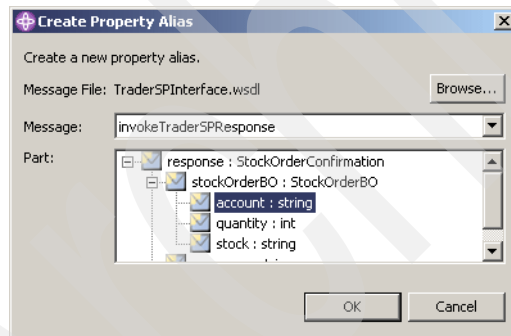 Create Property Alias
Create a new property alias.
Message File: TraderSPInterface.wsdl
Browse...
Message: invokeTraderSPResponse
Part:
response : StockOrderConfirmation
stockOrderBO : StockOrderBO
account : string
quantity : int
stock : string
OK Cancel